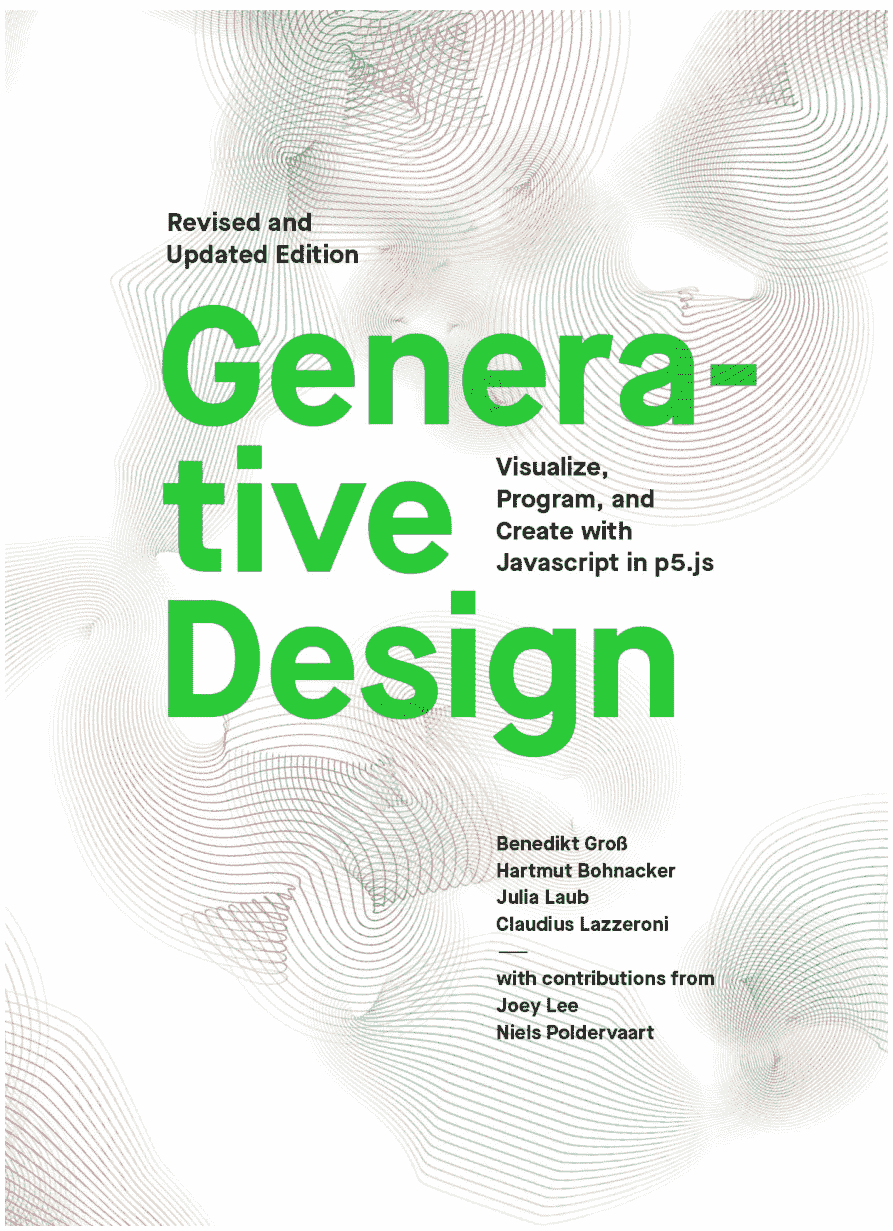 Revised and
Updated Edition
Genera-
tive
Design
Visualize,
Program, and
Create with
Javascript in p5.js
Benedikt Groß
Hartmut Bohnacker
Julia Laub
Claudius Lazzeroni
—
with contributions from
Joey Lee
Niels Poldervaart